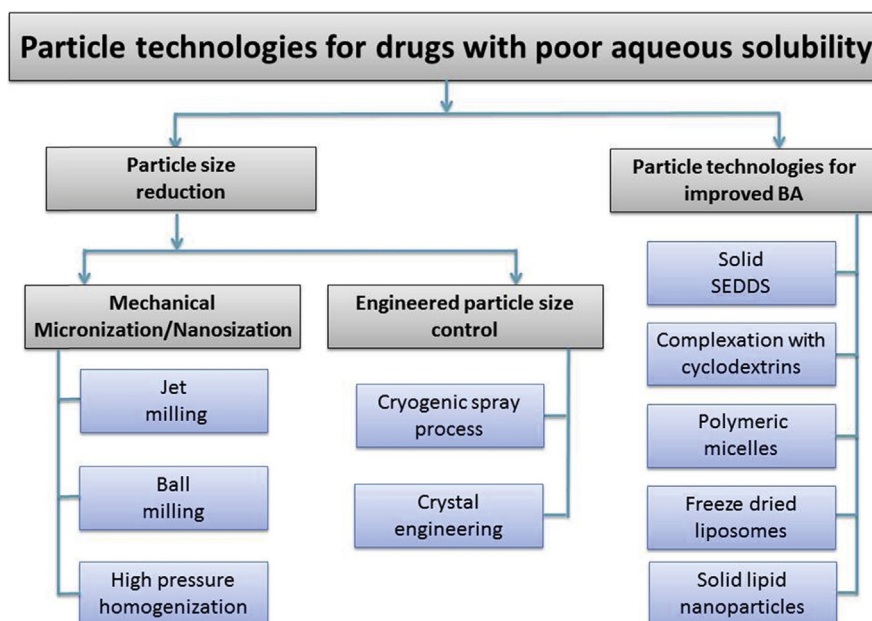 Particle technologies for drugs with poor aqueous solubility
Particle size
reduction
Particle technologies for
improved BA
Mechanical
Micronization/Nanosization
Engineered particle size
control
Jet
milling
Ball
milling
High pressure
homogenization
Cryogenic spray
process
Crystal
engineering
Solid
SEDDS
Complexation with
cyclodextrins
Polymeric
micelles
Freeze dried
liposomes
Solid lipid
nanoparticles